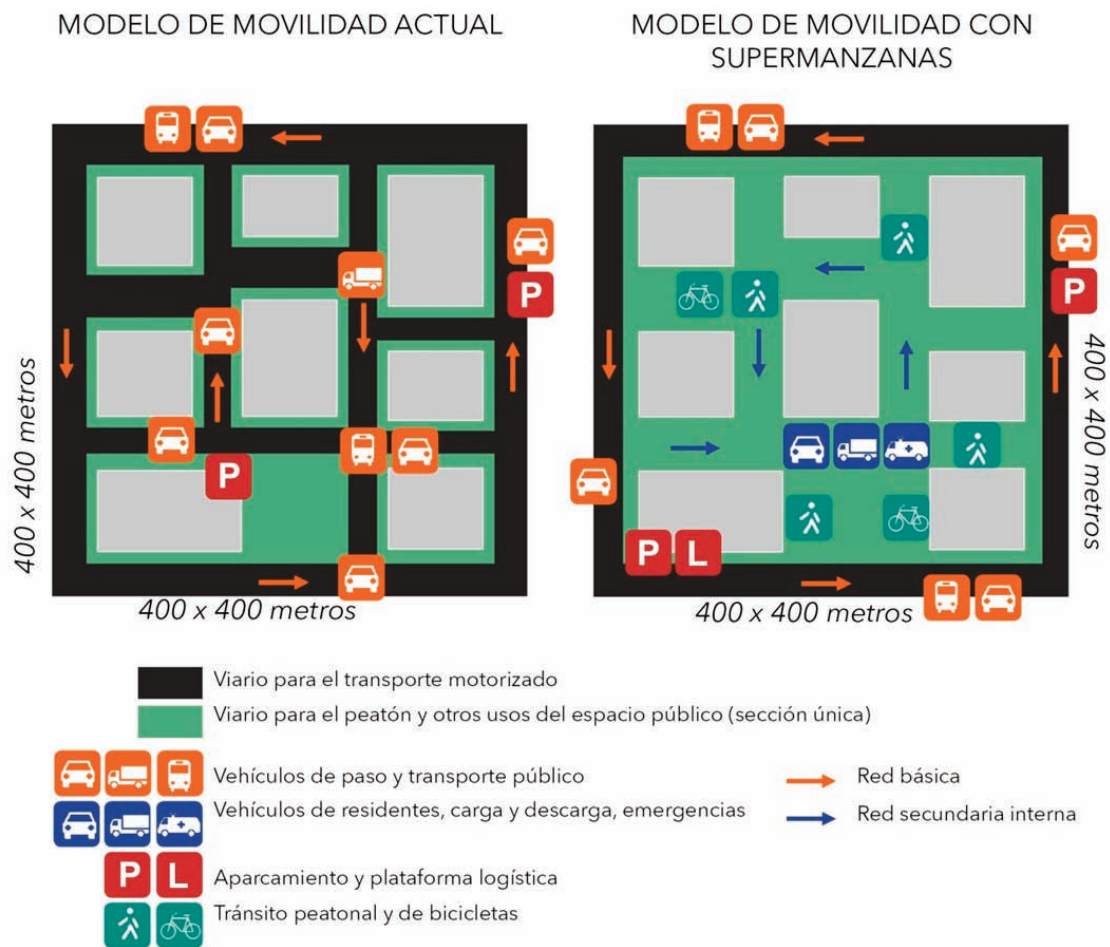 MODELO DE MOVILIDAD ACTUAL
MODELO DE MOVILIDAD CON
SUPERMANZANAS
P
P
400 x 400 metros
400 x 400 metros
P
400 x 400 metros
P L
400 x 400 metros
Viario para el transporte motorizado
Viario para el peatón y otros usos del espacio público (sección única)
Vehículos de paso y transporte público
Red básica
Vehículos de residentes, carga y descarga, emergencias
Red secundaria interna
P L
Aparcamiento y plataforma logística
Tránsito peatonal y de bicicletas